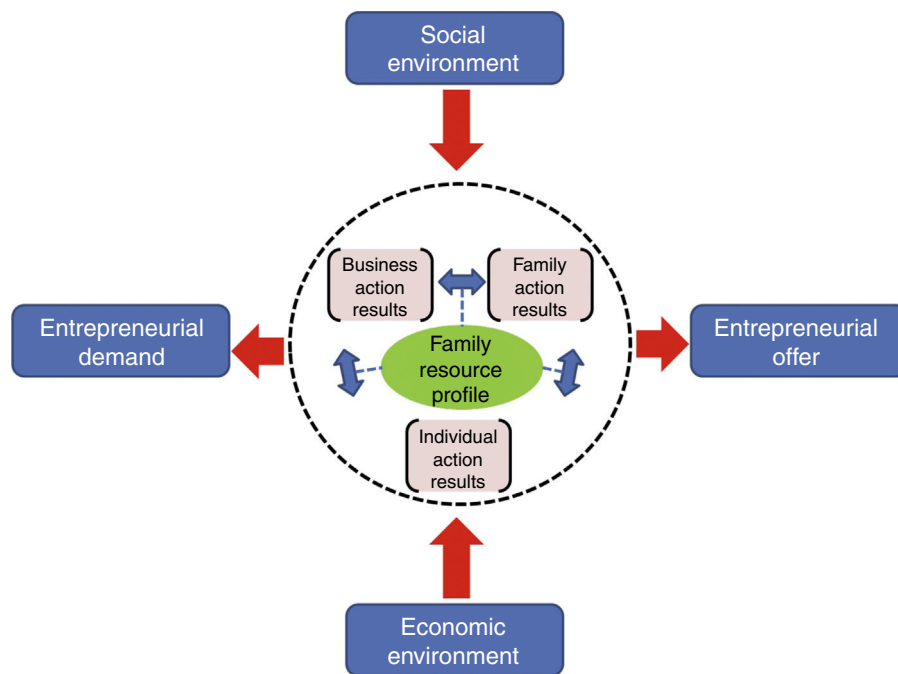 Social
environment
Business
action
results
Family
action
results
Entrepreneurial
demand
Family
resource
profile
Entrepreneurial
offer
Individual
action
results
Economic
environment